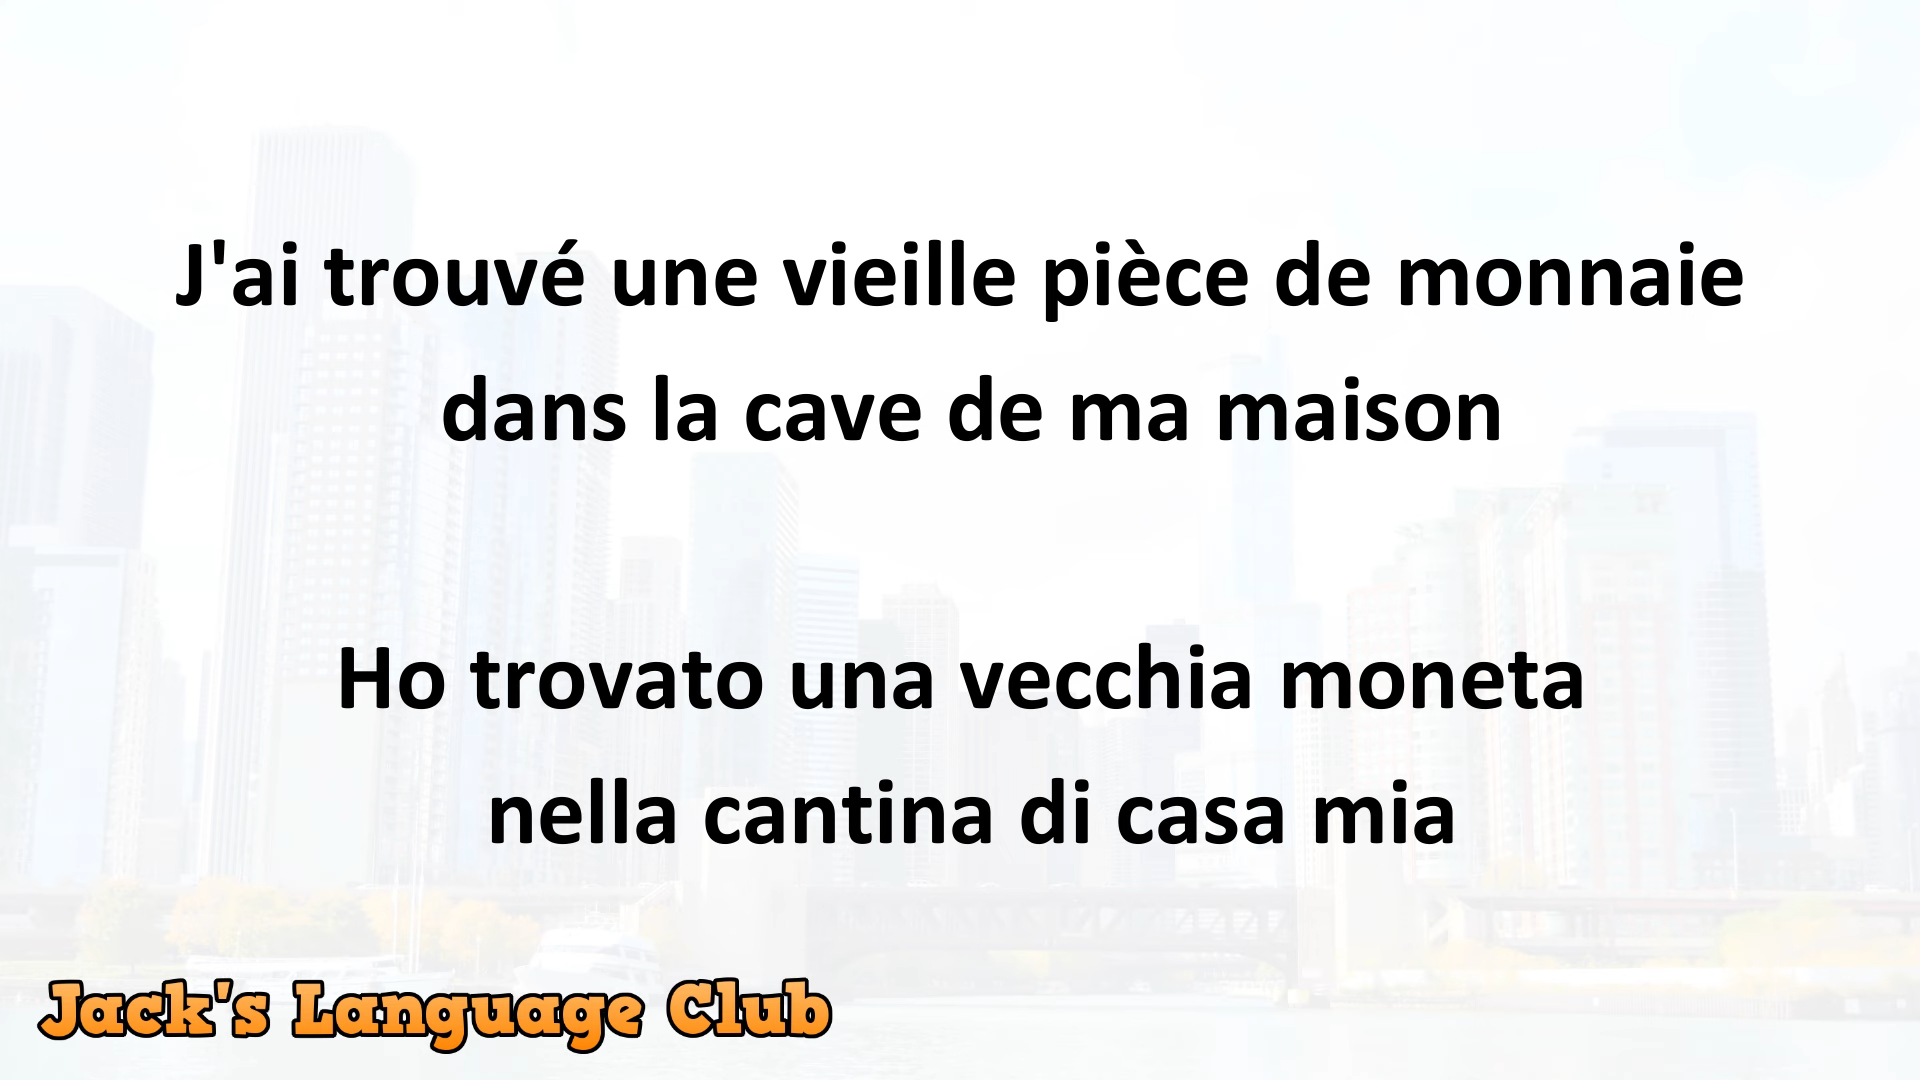 J'ai trouvé une vieille pièce de monnaie
dans la cave de ma maison
Ho trovato una vecchia moneta
nella cantina di casa mia
Jack's Language Club